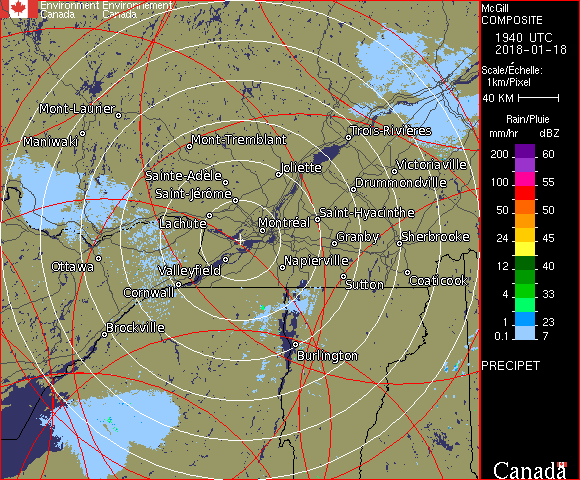 Environment Environnement
Canada Canada
McGill
COMPOSITE
1940 UTC
2018-01-18
Scale/Échelle:
1km/Pixel
40 KM
Rain/Pluie
mm/hr dBZ
200 60
100 55
50 50
24 45
12 40
4 33
1 23
0.1 7
PRECIPET
Canada
Mont-Laurier
Maniwaki
Mont-Tremblant
Trois-Rivières
Joliette
Victoriaville
Sainte-Adèle
Drummondville
Saint-Jérôme
Lachute
Saint-Hyacinthe
Montréal
Granby
Sherbrooke
Ottawa
Valleyfield
Napierville
Sutton
Coaticook
Cornwall
Brockville
Burlington